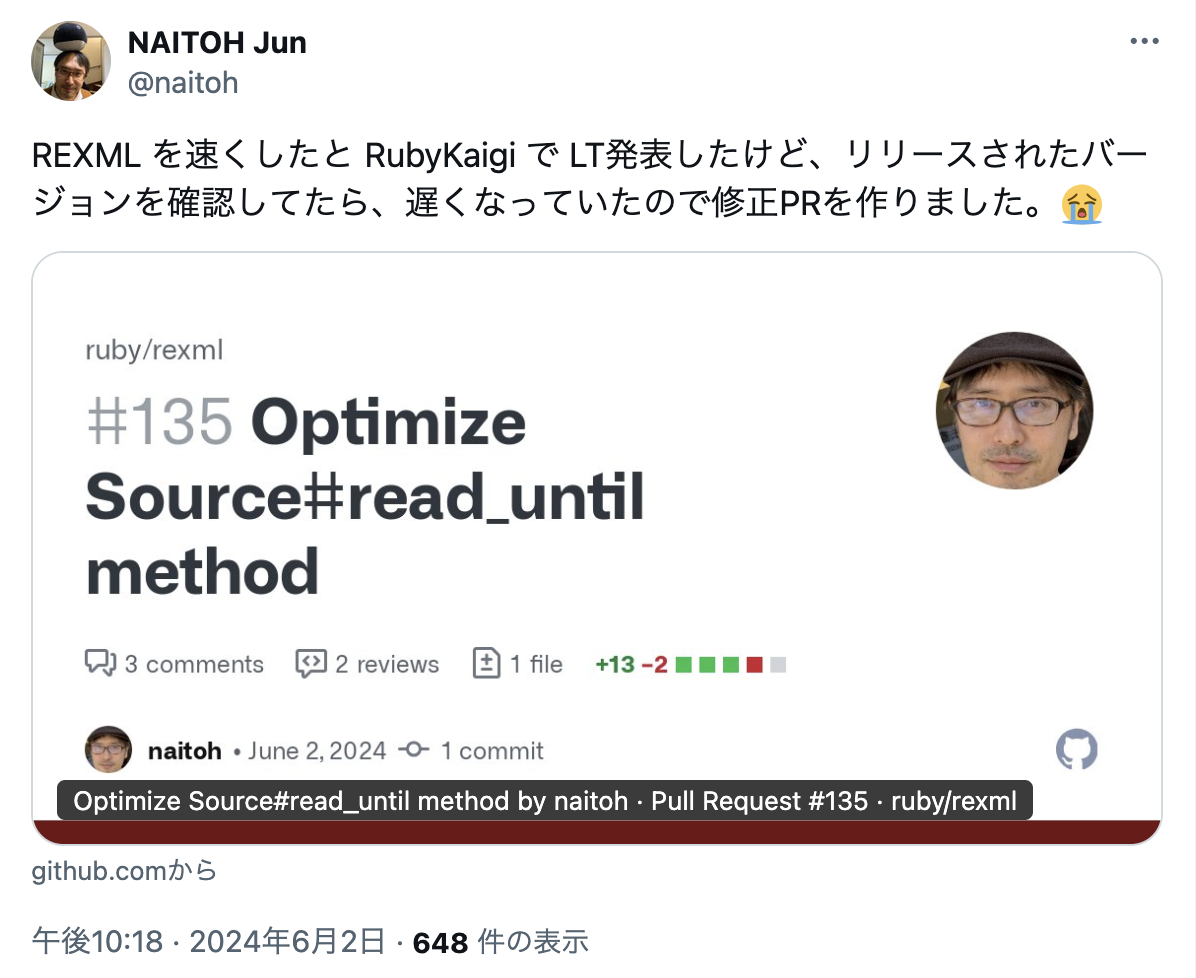 NAITOH Jun
@naitoh
REXML を速くしたと RubyKaigi で LT発表したけど、リリースされたバー
ジョンを確認してたら、遅くなっていたので修正PRを作りました。😭
ruby/rexml
#135 Optimize
Source#read_until
method
3 comments 2 reviews 1 file +13 −2
naitoh • June 2, 2024 1 commit
Optimize Source#read_until method by naitoh · Pull Request #135 · ruby/rexml
github.comから
午後10:18 · 2024年6月2日 · 648 件の表示